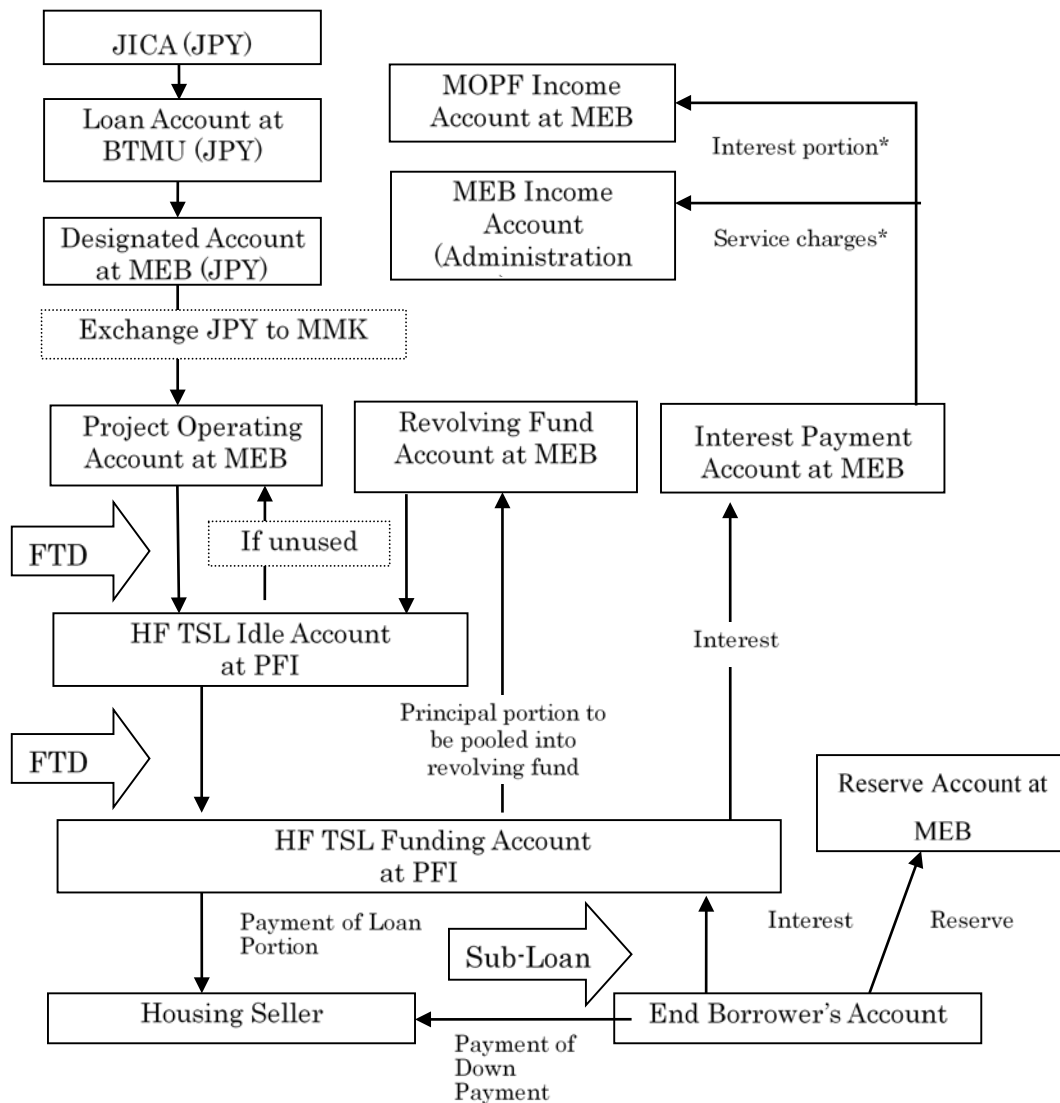 JICA (JPY)
Loan Account at
BTMU (JPY)
Designated Account
at MEB (JPY)
Exchange JPY to MMK
MOPF Income
Account at MEB
Interest portion*
MEB Income
Account
(Administration
Service charges*
Project Operating
Account at MEB
Revolving Fund
Account at MEB
Interest Payment
Account at MEB
FTD
If unused
HF TSL Idle Account
at PFI
Interest
FTD
Principal portion to
be pooled into
revolving fund
Reserve Account at
MEB
HF TSL Funding Account
at PFI
Payment of Loan
Portion
Sub-Loan
Interest
Reserve
Housing Seller
End Borrower's Account
Payment of
Down
Payment